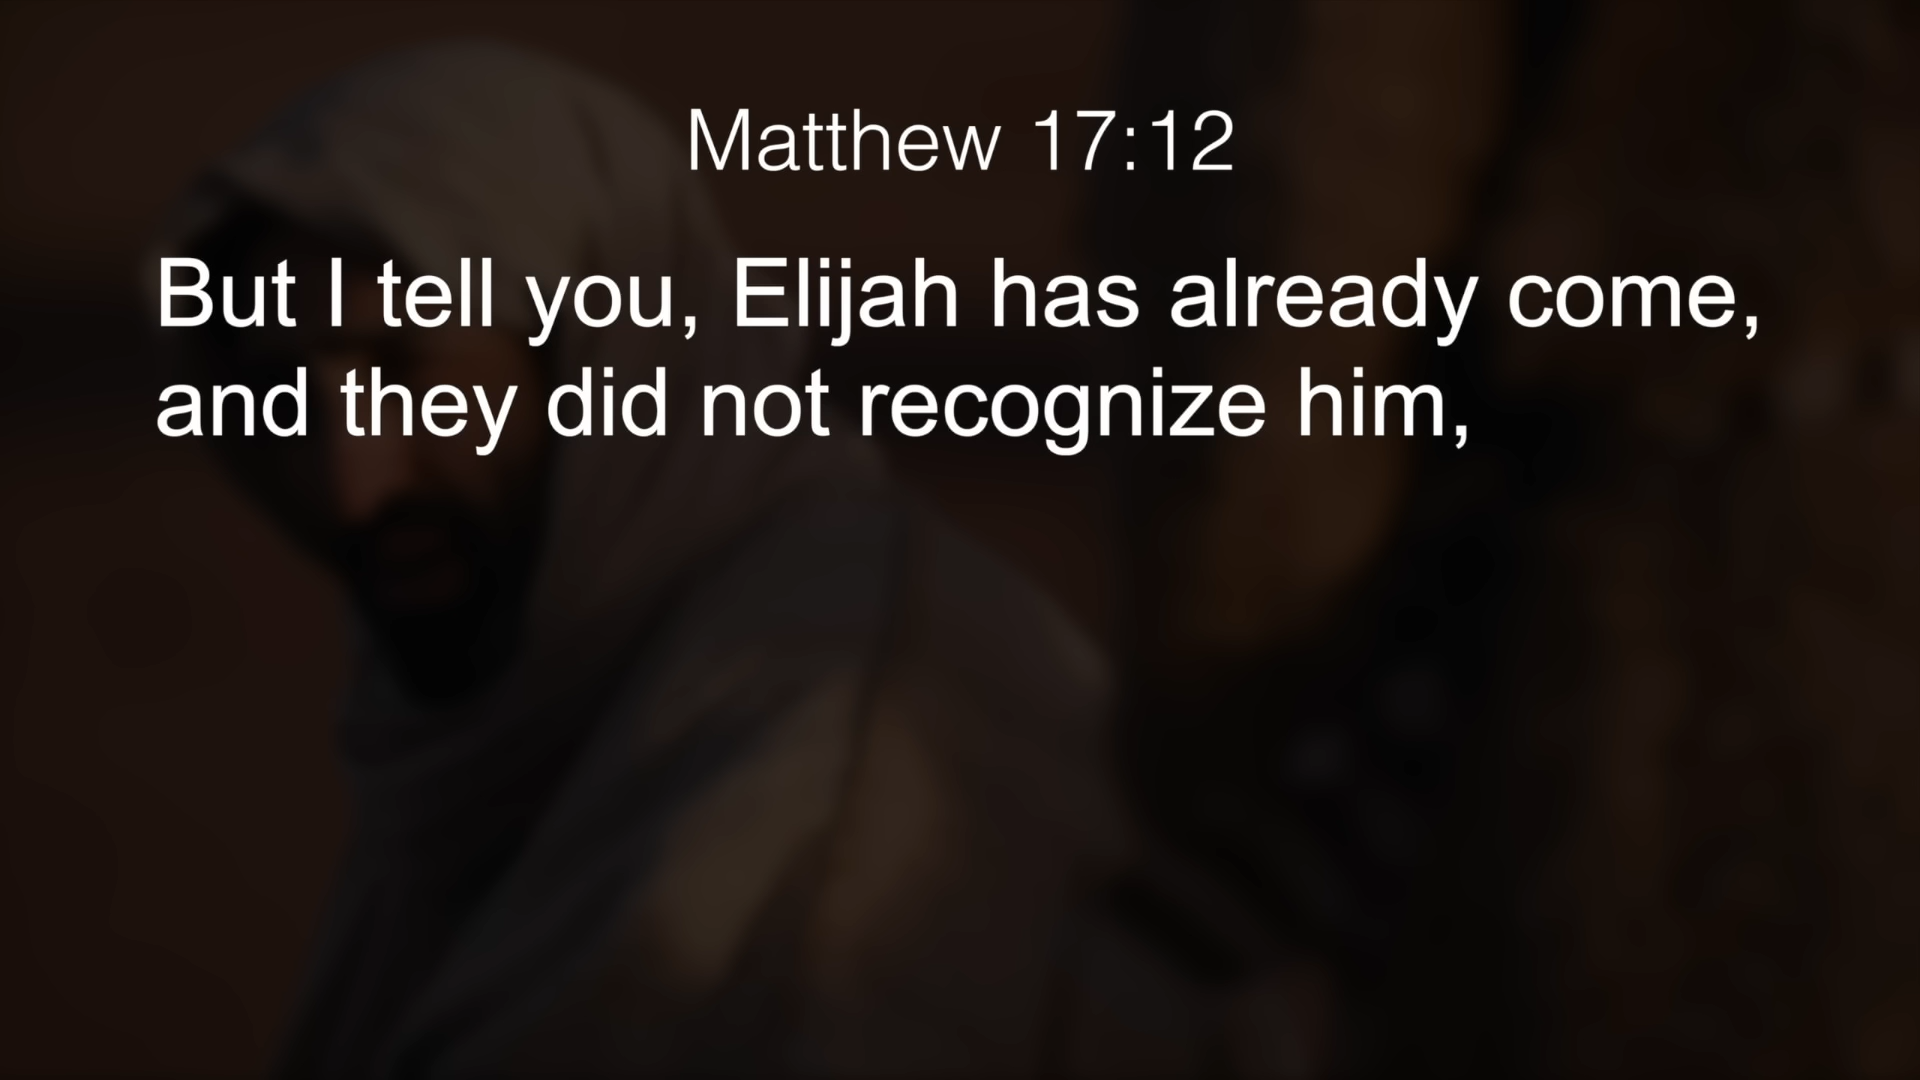 Matthew 17:12
But I tell you, Elijah has already come,
and they did not recognize him,